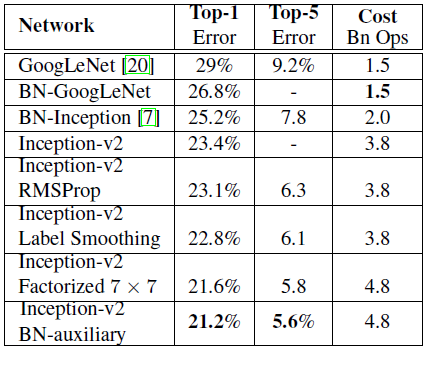 Network Top-1 Error Top-5 Error Cost Bn Ops
GoogLeNet [20] 29% 9.2% 1.5
BN-GoogLeNet 26.8% - 1.5
BN-Inception [7] 25.2% 7.8 2.0
Inception-v2 23.4% - 3.8
Inception-v2
RMSProp 23.1% 6.3 3.8
Inception-v2
Label Smoothing 22.8% 6.1 3.8
Inception-v2
Factorized 7 × 7 21.6% 5.8 4.8
Inception-v2
BN-auxiliary 21.2% 5.6% 4.8